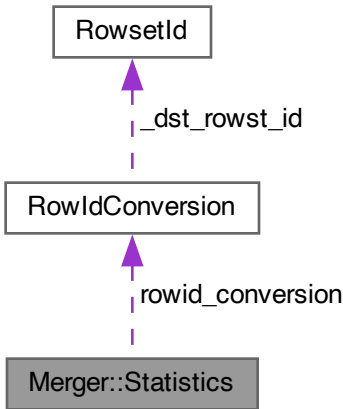 RowsetId
_dst_rowst_id
RowIdConversion
rowid_conversion
Merger::Statistics